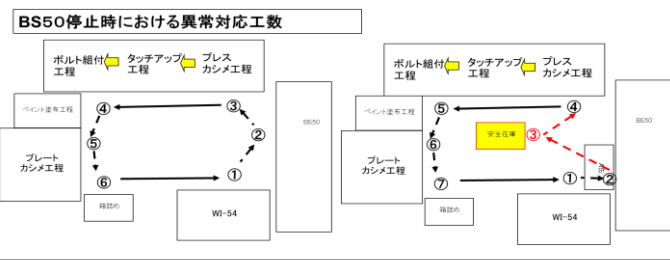 BS50停止時における異常対応工数
ボルト組付
工程
タッチアップ
工程
プレス
カシメ工程
ペイント塗布工程
④
③
BS50
⑤
②
プレート
カシメ工程
⑥
①
箱詰め
WI-54
ボルト組付
工程
タッチアップ
工程
プレス
カシメ工程
ペイント塗布工程
⑤
④
BS50
安全在庫
③
⑥
プレート
カシメ工程
⑦
①
②
箱詰め
WI-54